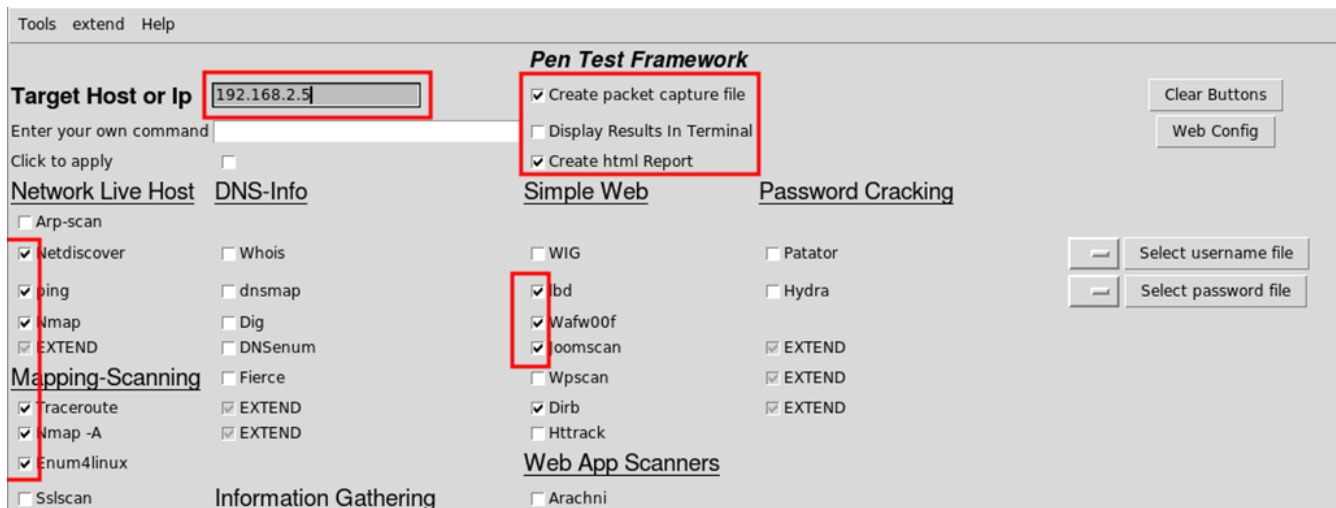 Tools extend Help
Pen Test Framework
Target Host or Ip 192.168.2.5 Create packet capture file Clear Buttons
Enter your own command Display Results In Terminal Web Config
Click to apply Create html Report
Network Live Host DNS-Info Simple Web Password Cracking
Arp-scan
Netdiscover Whois WIG Patator Select username file
ping dnsmap lbd Hydra Select password file
Nmap Dig Wafw00f
EXTEND DNSenum Joomscan EXTEND
Mapping-Scanning Fierce Wpscan EXTEND
Traceroute EXTEND Dirb EXTEND
Nmap -A EXTEND Httrack
Enum4linux Web App Scanners
Sslscan Information Gathering Arachni